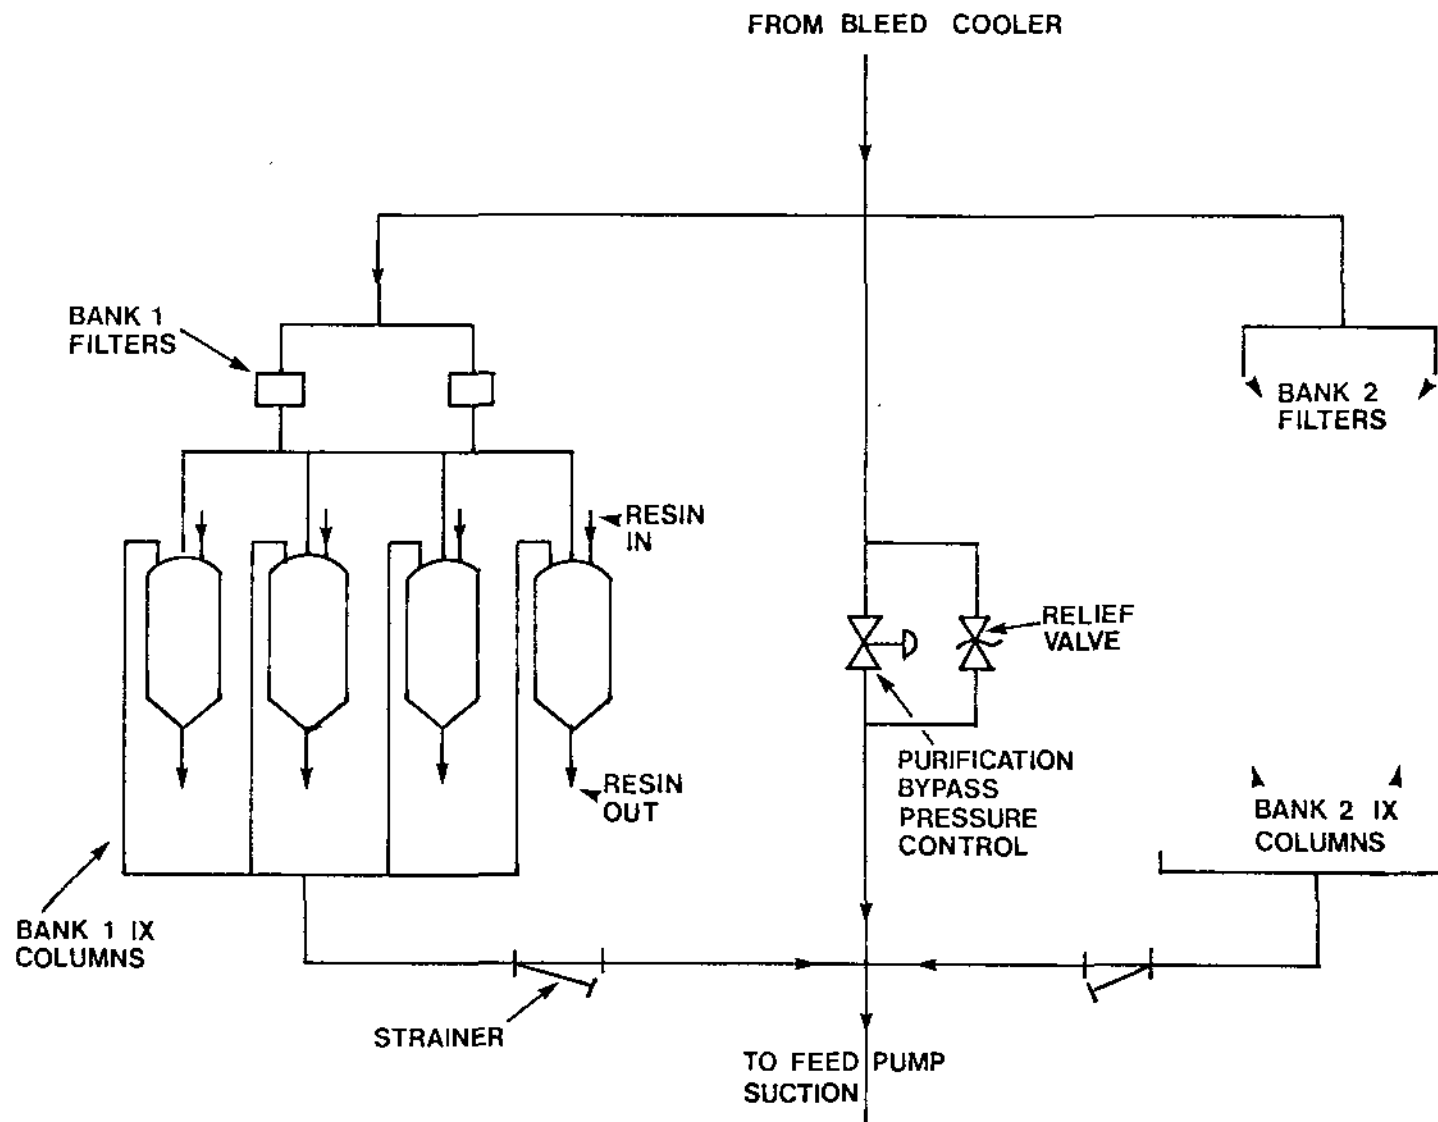 FROM BLEED COOLER
BANK 1
FILTERS
BANK 2
FILTERS
RESIN
IN
RELIEF
VALVE
RESIN
OUT
PURIFICATION
BYPASS
PRESSURE
CONTROL
BANK 2 IX
COLUMNS
BANK 1 IX
COLUMNS
STRAINER
TO FEED PUMP
SUCTION